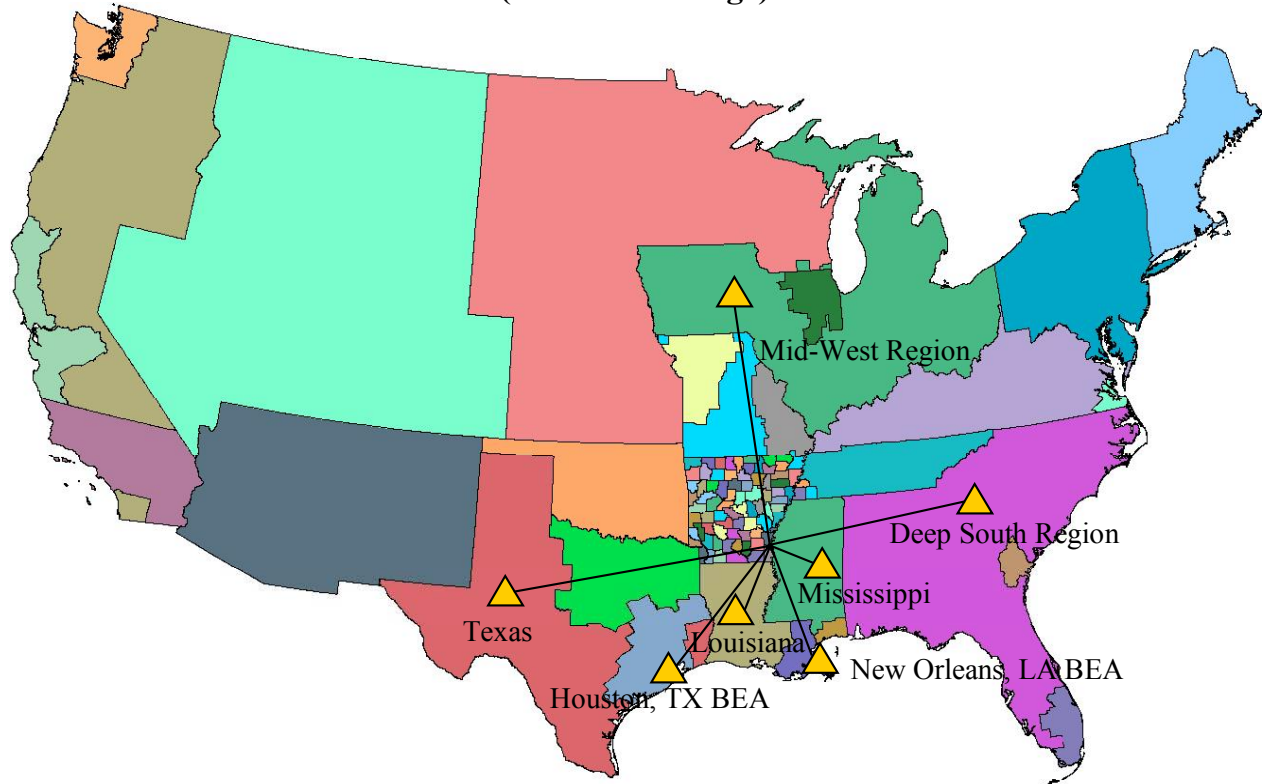 Mid-West Region
Deep South Region
Mississippi
Texas
Louisiana
New Orleans, LA BEA
Houston, TX BEA